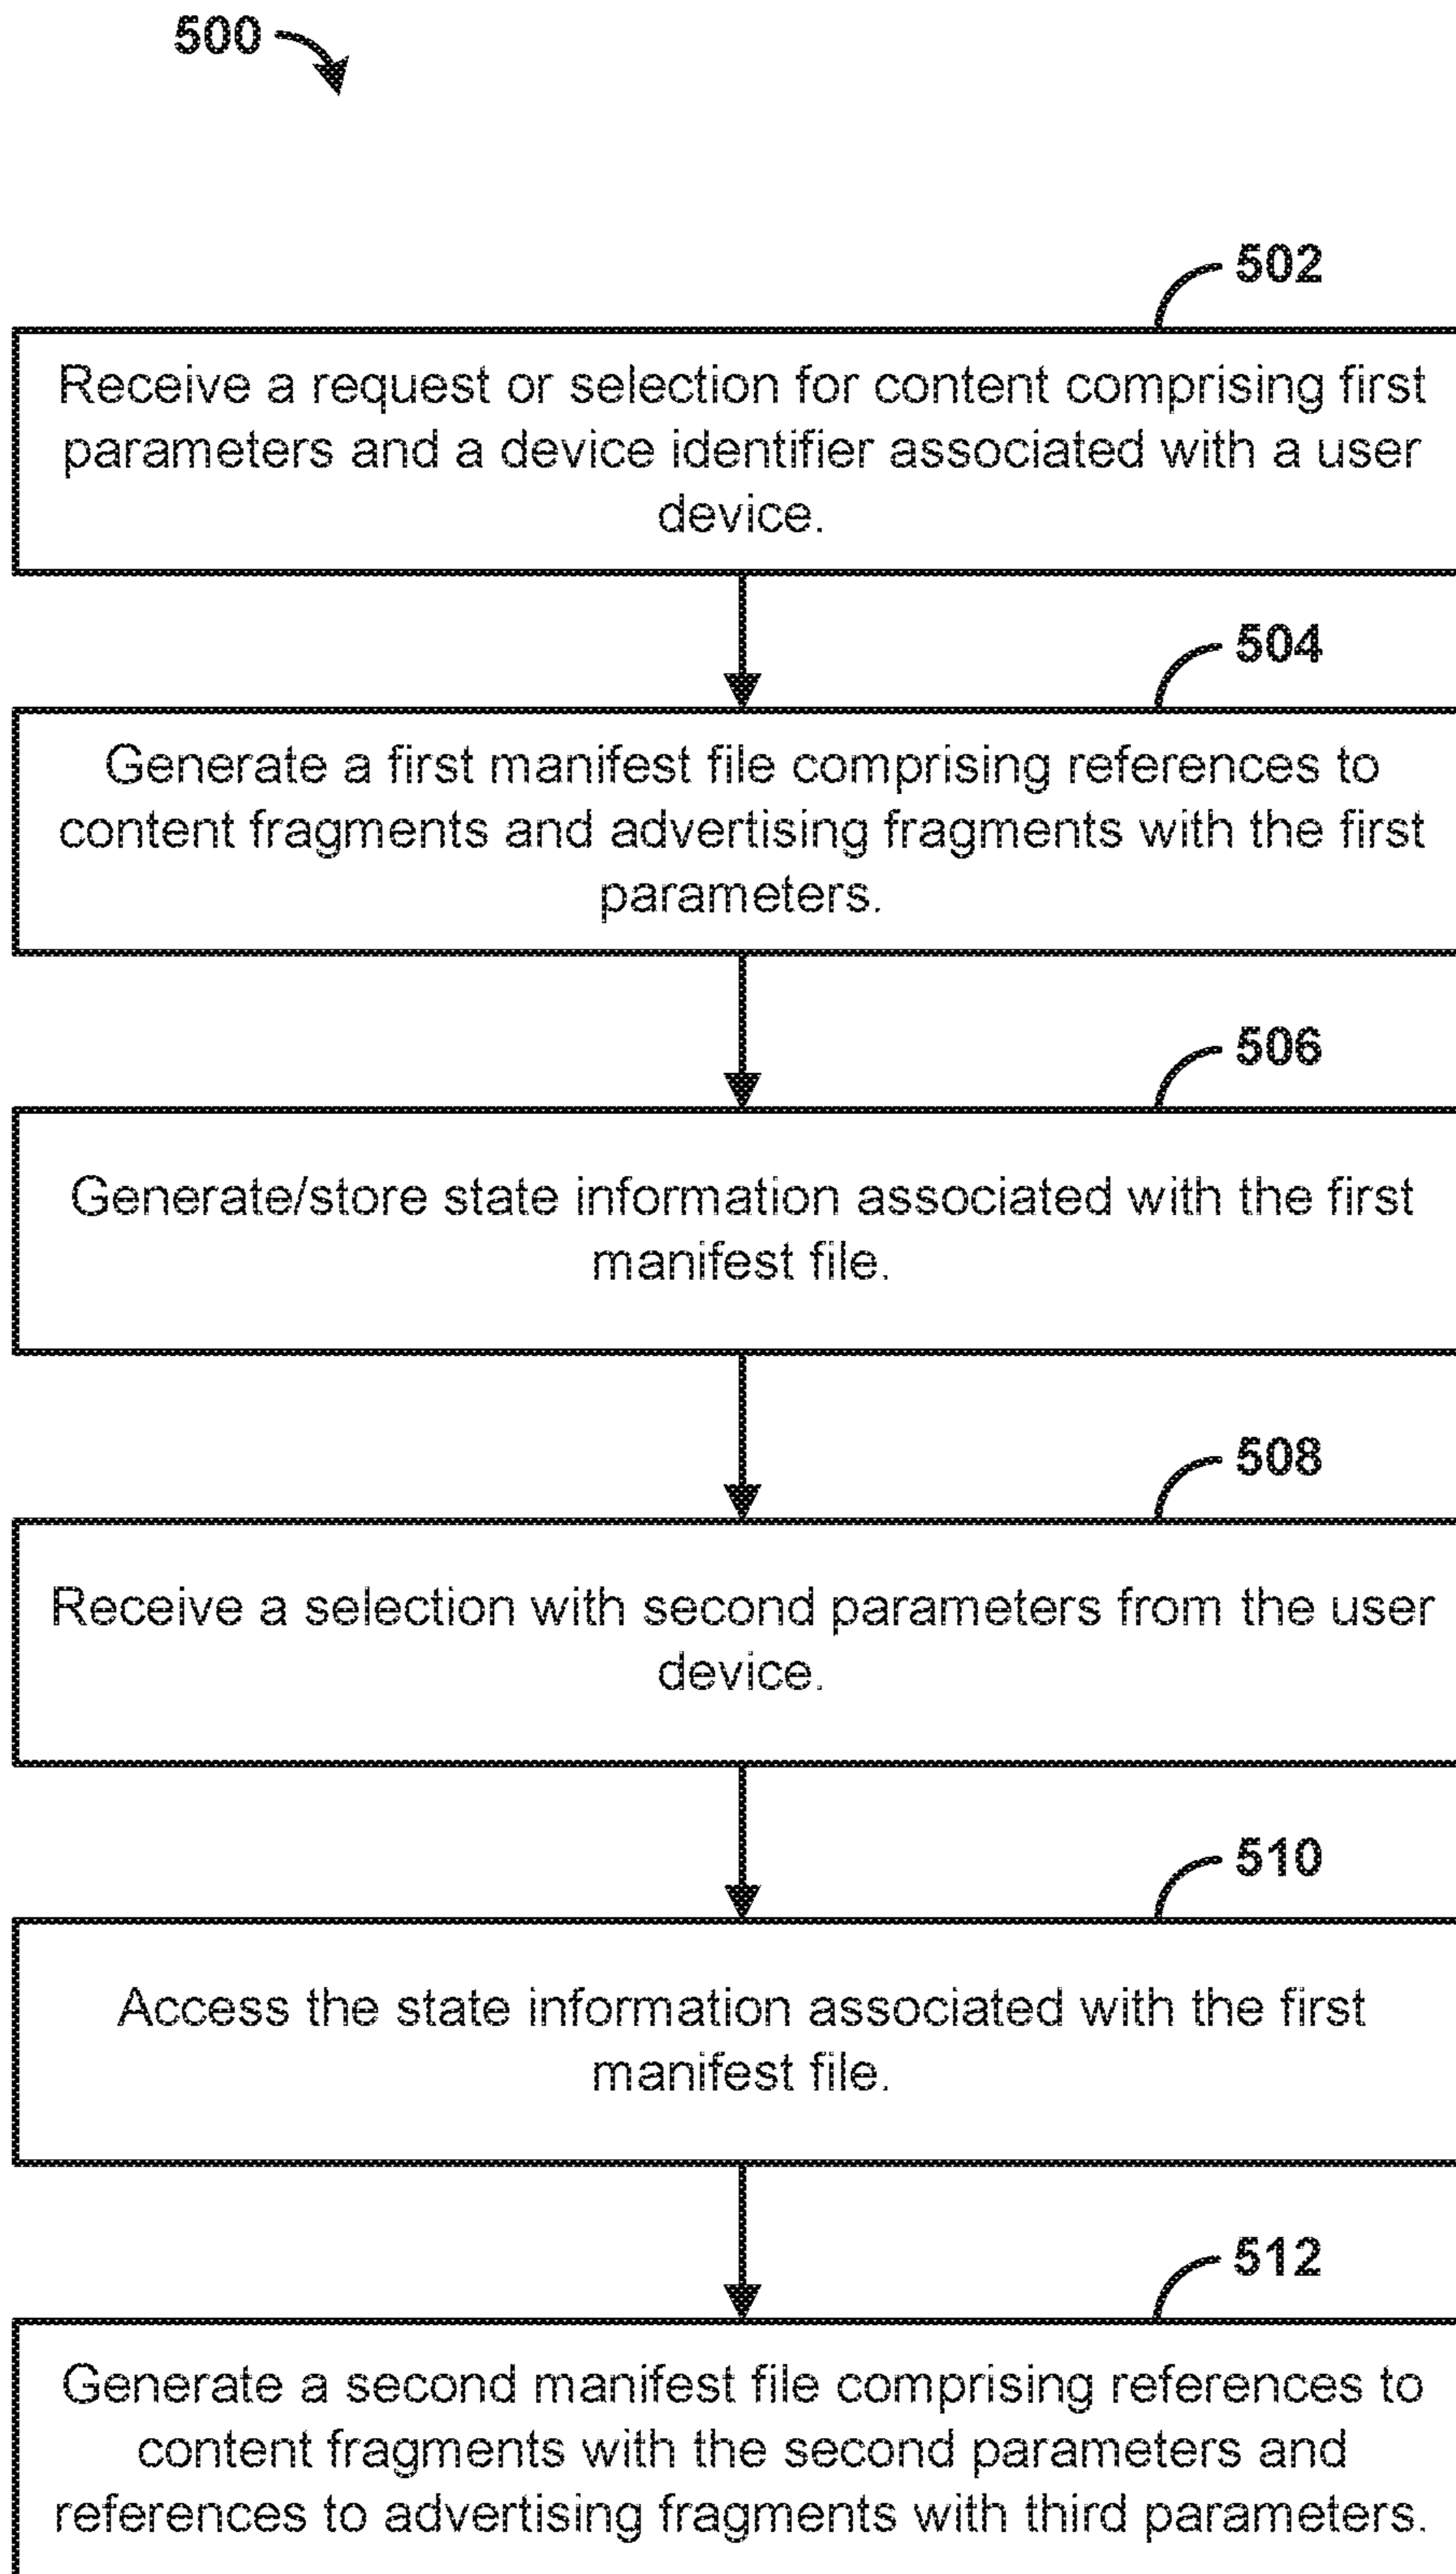 500
502
Receive a request or selection for content comprising first
parameters and a device identifier associated with a user
device.
504
Generate a first manifest file comprising references to
content fragments and advertising fragments with the first
parameters.
506
Generate/store state information associated with the first
manifest file.
508
Receive a selection with second parameters from the user
device.
510
Access the state information associated with the first
manifest file.
512
Generate a second manifest file comprising references to
content fragments with the second parameters and
references to advertising fragments with third parameters.